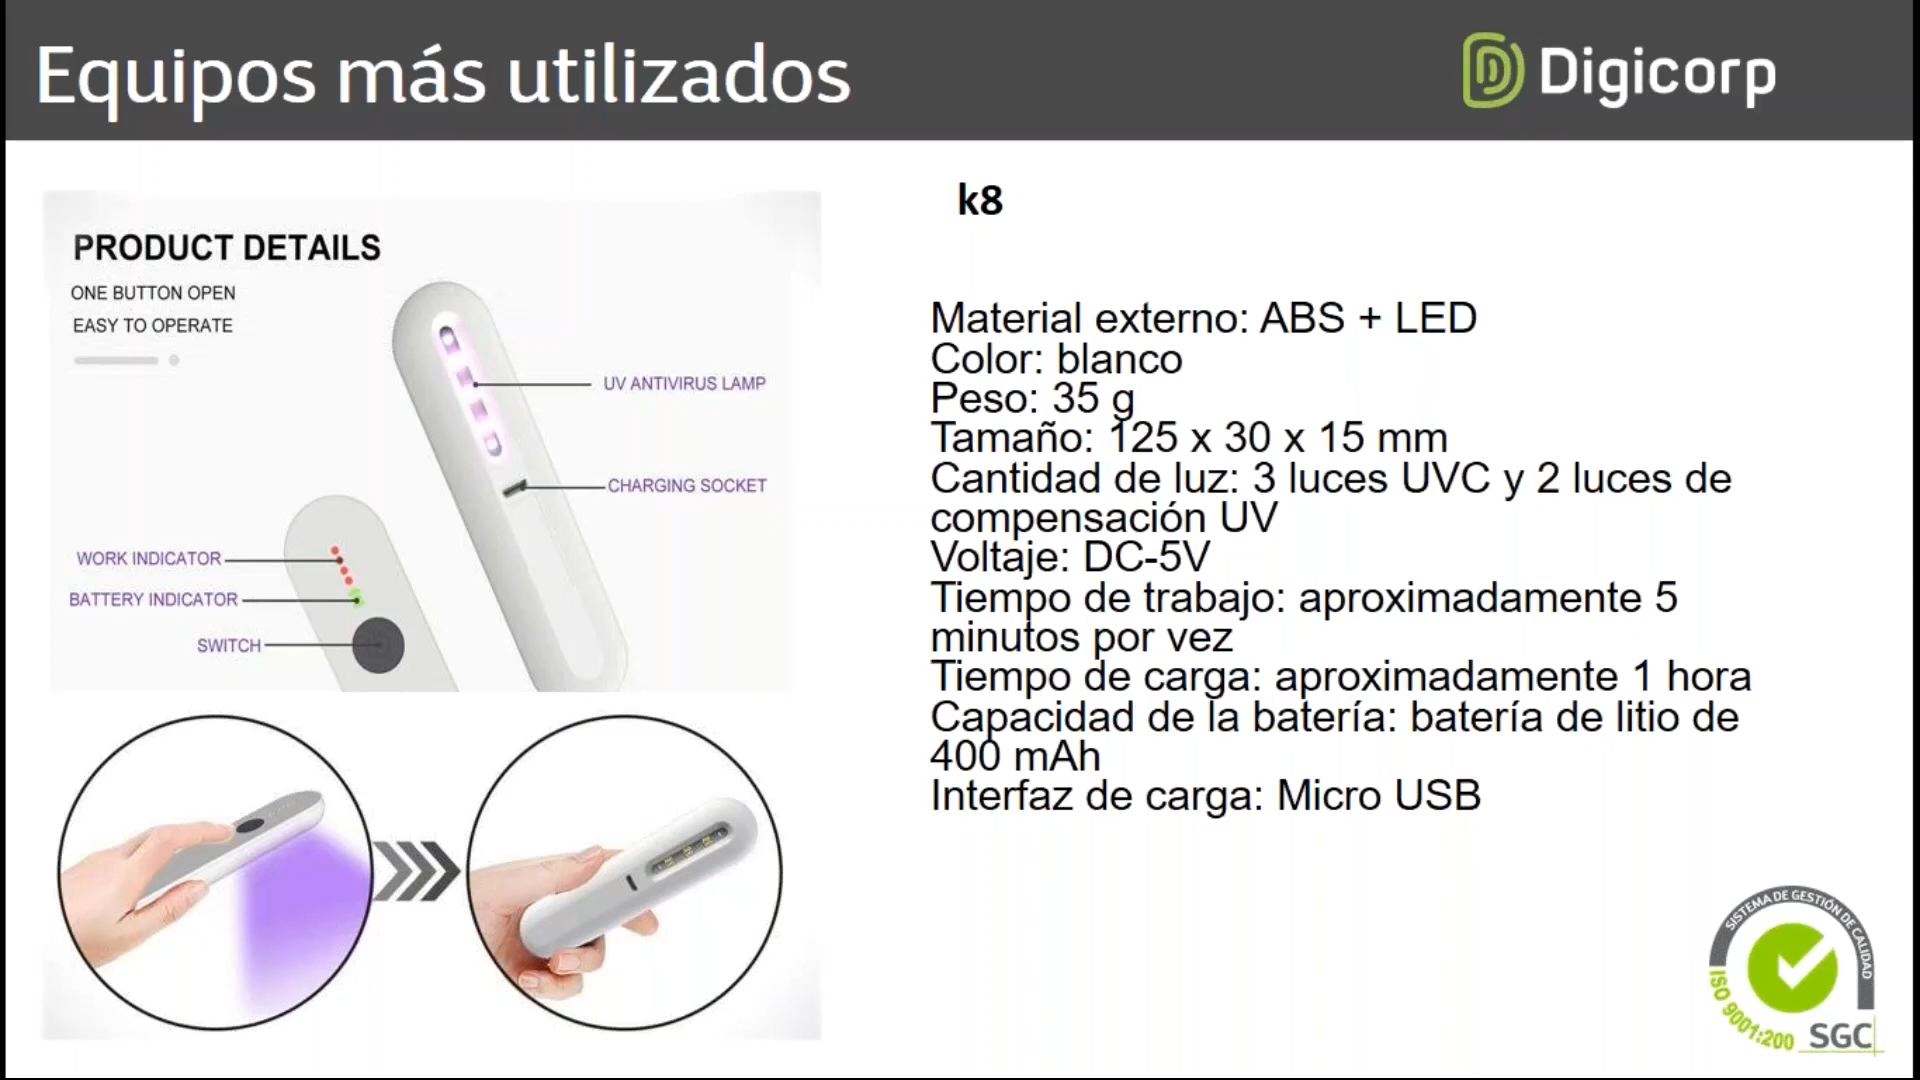 Equipos más utilizados
Digicorp
PRODUCT DETAILS
ONE BUTTON OPEN
EASY TO OPERATE
UV ANTIVIRUS LAMP
CHARGING SOCKET
WORK INDICATOR
BATTERY INDICATOR
SWITCH
k8
Material externo: ABS + LED
Color: blanco
Peso: 35 g
Tamaño: 125 x 30 x 15 mm
Cantidad de luz: 3 luces UVC y 2 luces de
compensación UV
Voltaje: DC-5V
Tiempo de trabajo: aproximadamente 5
minutos por vez
Tiempo de carga: aproximadamente 1 hora
Capacidad de la batería: batería de litio de
400 mAh
Interfaz de carga: Micro USB
SISTEMA DE GESTIÓN DE CALIDAD
ISO 9001:200
SGC